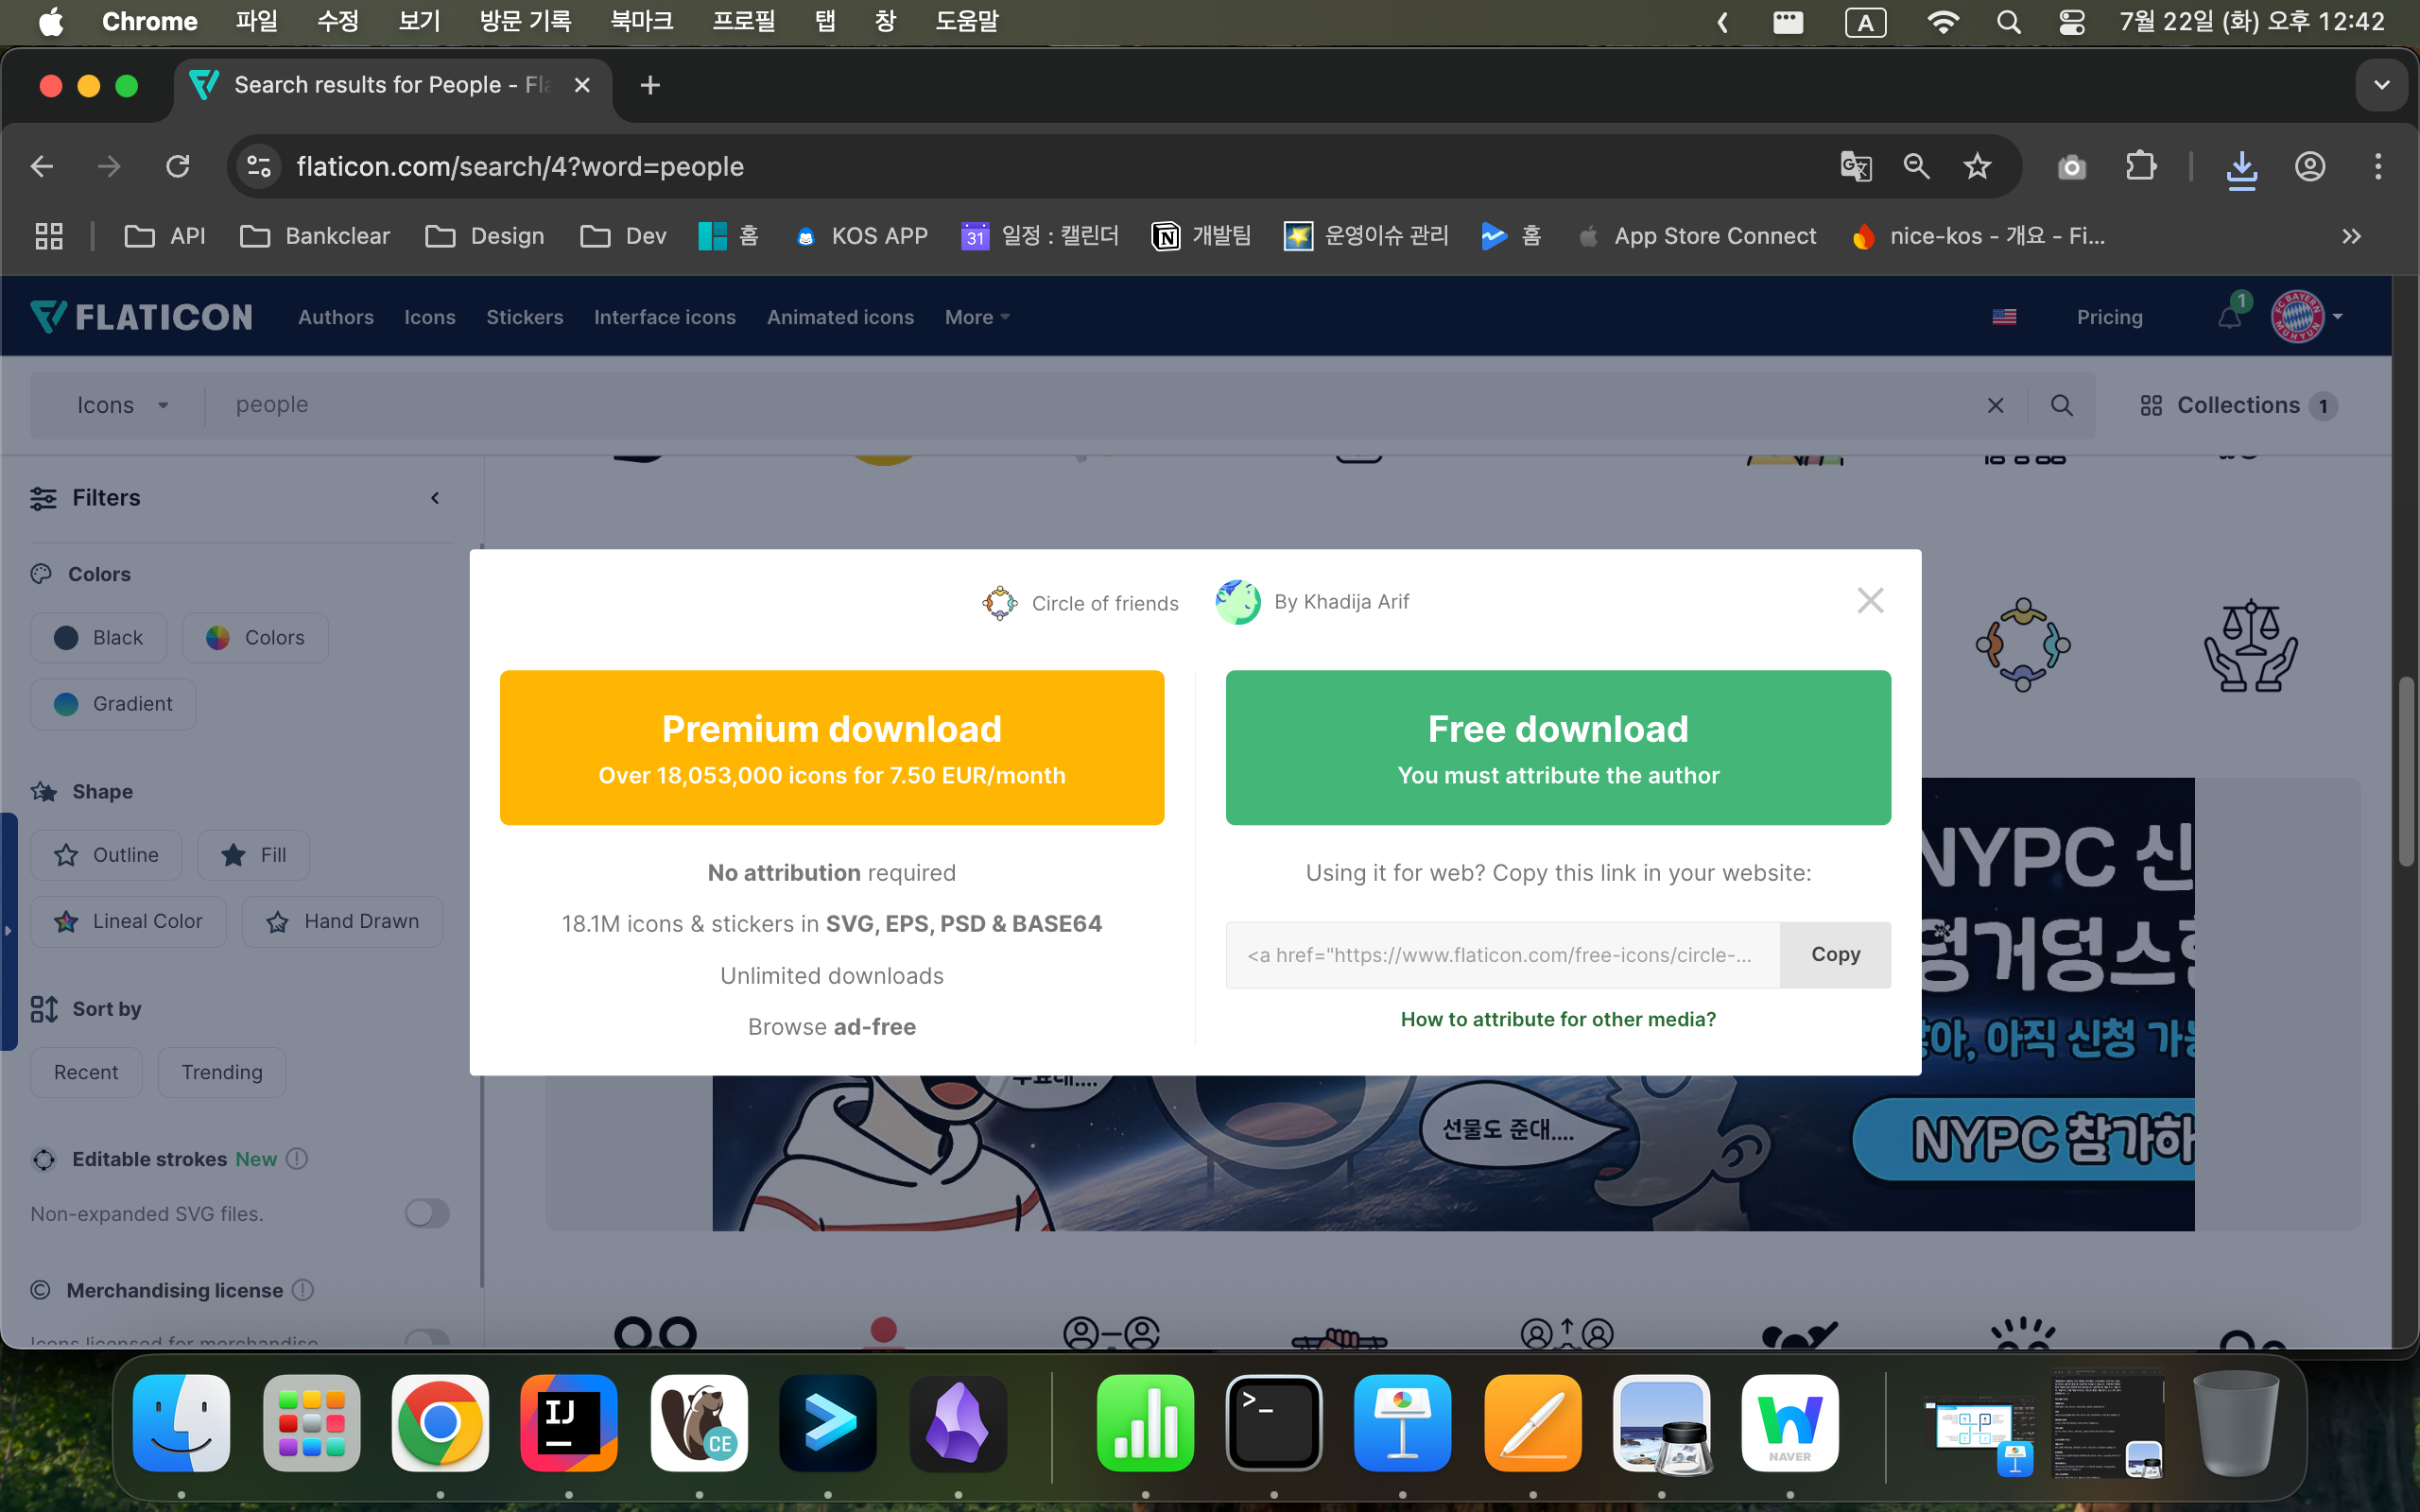 Chrome 파일 수정 보기 방문 기록 북마크 프로필 탭 창 도움말 A 7월 22일 (화) 오후 12:42
Search results for People - Fla
flaticon.com/search/4?word=people
API Bankclear Design Dev 홈 KOS APP 31 일정 : 캘린더 개발팀 운영이슈 관리 홈 App Store Connect nice-kos - 개요 - Fi...
FLATICON Authors Icons Stickers Interface icons Animated icons More Pricing 1
Icons people Collections 1
Filters
Colors
Black Colors
Gradient
Shape
Outline Fill
Lineal Color Hand Drawn
Sort by
Recent Trending
Editable strokes New
Non-expanded SVG files.
Merchandising license
Icons licensed for merchandise
Circle of friends By Khadija Arif
Premium download
Over 18,053,000 icons for 7.50 EUR/month
No attribution required
18.1M icons & stickers in SVG, EPS, PSD & BASE64
Unlimited downloads
Browse ad-free
Free download
You must attribute the author
Using it for web? Copy this link in your website:
<a href="https://www.flaticon.com/free-icons/circle-... Copy
How to attribute for other media?
NYPC 신
아직 신청 가능
선물도 준대....
NYPC 참가하
IJ
CE
NAVER